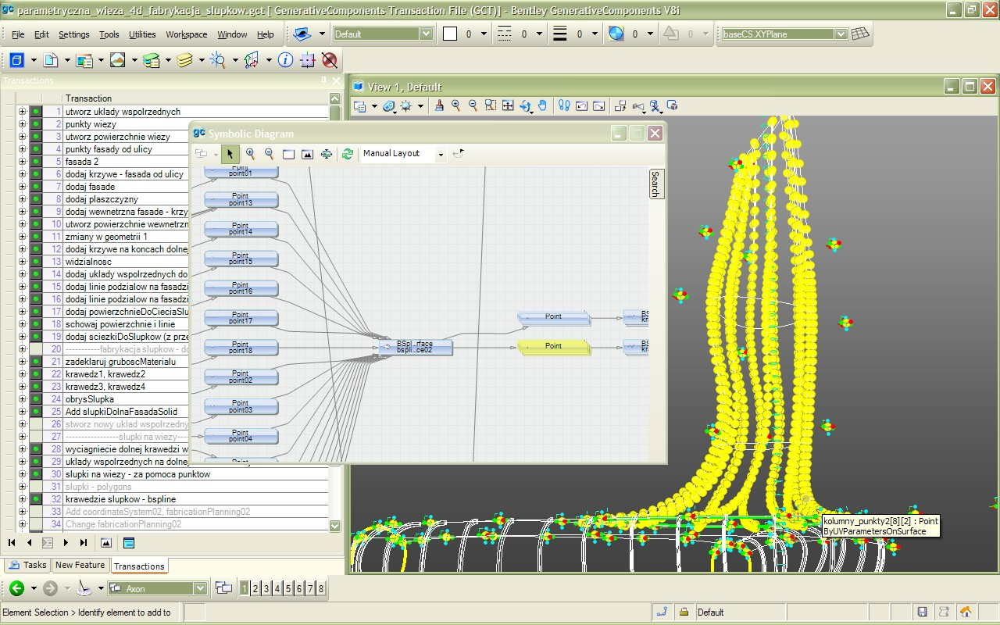 parametryczna_wieza_4d_fabrykacja_slupkow.gct [ GenerativeComponents Transaction File (GCT)] - Bentley GenerativeComponents V8i
File Edit Settings Tools Utilities Workspace Window Help
Default 0 0 0 0 0 baseCS.XYPlane
Transactions
Transaction
1 utworz uklady wspolrzednych
2 punkty wiezy
3 utworz powierzchnie wiezy
4 punkty fasady od ulicy
5 fasada 2
6 dodaj krzywe - fasada od ulicy
7 dodaj fasade
8 dodaj plaszczyzny
9 dodaj wewnetrzna fasade - krzy
10 utworz powierzchnie wewnetrzn
11 zmiany w geometrii 1
12 dodaj krzywe na koncach dolnej
13 widzialnosc
14 dodaj uklady wspolrzednych do
15 dodaj linie podzialow na fasadzi
16 dodaj linie podzialow na fasadzi
17 dodaj powierzchnieDoCieciaSlu
18 schowaj powierzchnie i linie
19 dodaj sciezkiDoSlupkow (z prze
20 -----------fabrykacja slupkow - do
21 zadeklaruj gruboscMaterialu
22 krawedz1, krawedz2
23 krawedz3, krawedz4
24 obrysSlupka
25 Add slupkiDolnaFasadaSolid
26 stworz nowy uklad wspolrzedny
27 -----------------slupki na wiezy----
28 wyciagniecie dolnej krawedzi w
29 uklady wspolrzednych na dolnej
30 slupki na wiezy - za pomoca punktow
31 slupki - polygons
32 krawedzie slupkow - bspline
33 Add coordinateSystem02, fabricationPlanning02
34 Change fabricationPlanning02
Tasks New Feature Transactions
Symbolic Diagram
Manual Layout
Search
Point
point01
Point
point13
Point
point14
Point
point15
Point
point16
Point
point17
Point
point18
Point
point02
Point
point03
Point
point04
Point
BSpl...rface
bspli...ce02
Point
Point
BS
kra
BS
kra
View 1, Default
kolumny_punkty2[8][2] : Point
ByUVParametersOnSurface
Axon 1 2 3 4 5 6 7 8
Element Selection > Identify element to add to
Default